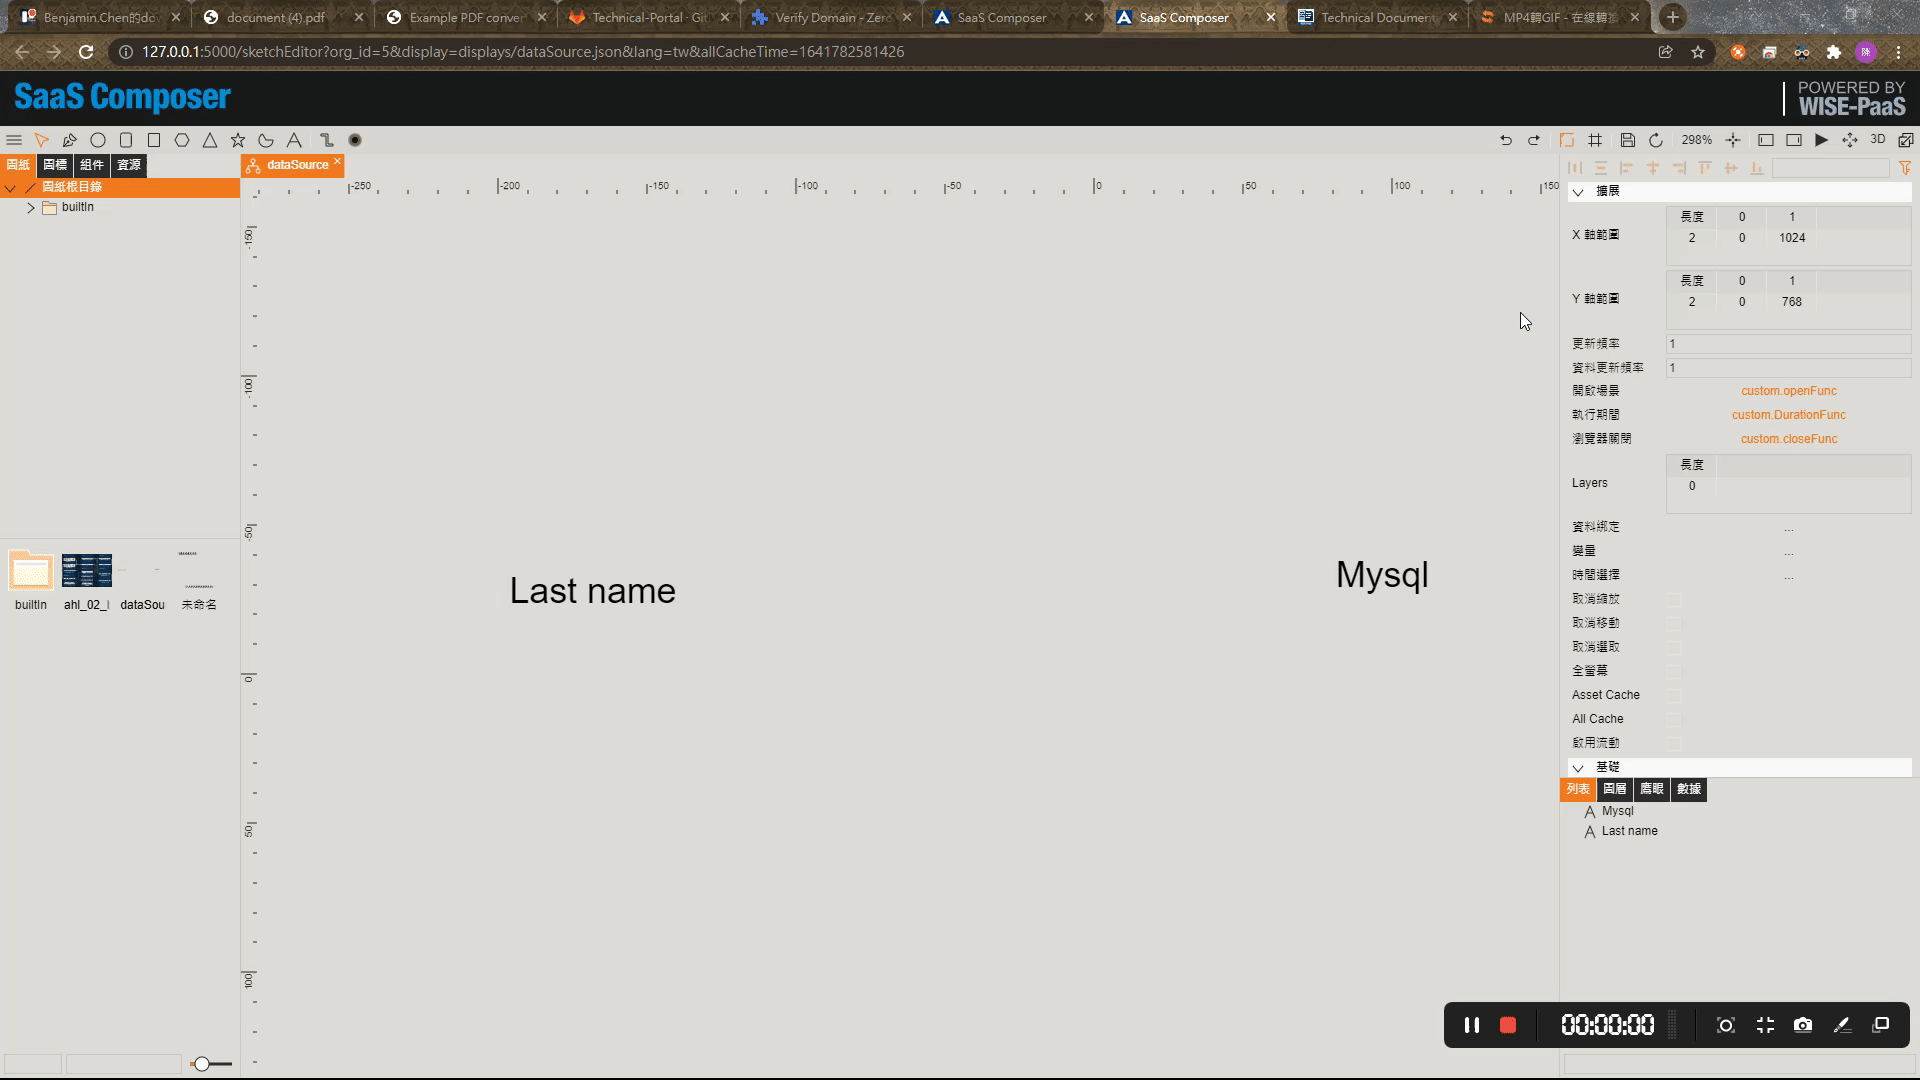 Benjamin.Chen的do
document (4).pdf
Example PDF conver
Technical-Portal · Git
Verify Domain - Zero
SaaS Composer
SaaS Composer
Technical Document
MP4轉GIF - 在線轉
127.0.0.1:5000/sketchEditor?org_id=5&display=displays/dataSource.json&lang=tw&allCacheTime=1641782581426
陈
SaaS Composer
POWERED BY
WISE-PaaS
298%
3D
圖紙 圖標 組件 資源
dataSource
圖紙根目錄
builtIn
-250 -200 -150 -100 -50 0 50 100 150
-150
-100
-50
0
50
100
Last name
Mysql
builtIn
ahl_02_l
dataSou
未命名
擴展
X 軸範圍
長度 0 1
2 0 1024
Y 軸範圍
長度 0 1
2 0 768
更新頻率 1
資料更新頻率 1
開啟場景 custom.openFunc
執行期間 custom.DurationFunc
瀏覽器關閉 custom.closeFunc
Layers
長度
0
資料綁定 ...
變量 ...
時間選擇 ...
取消縮放
取消移動
取消選取
全螢幕
Asset Cache
All Cache
啟用流動
基礎
列表 圖層 鷹眼 數據
Mysql
Last name
00:00:00